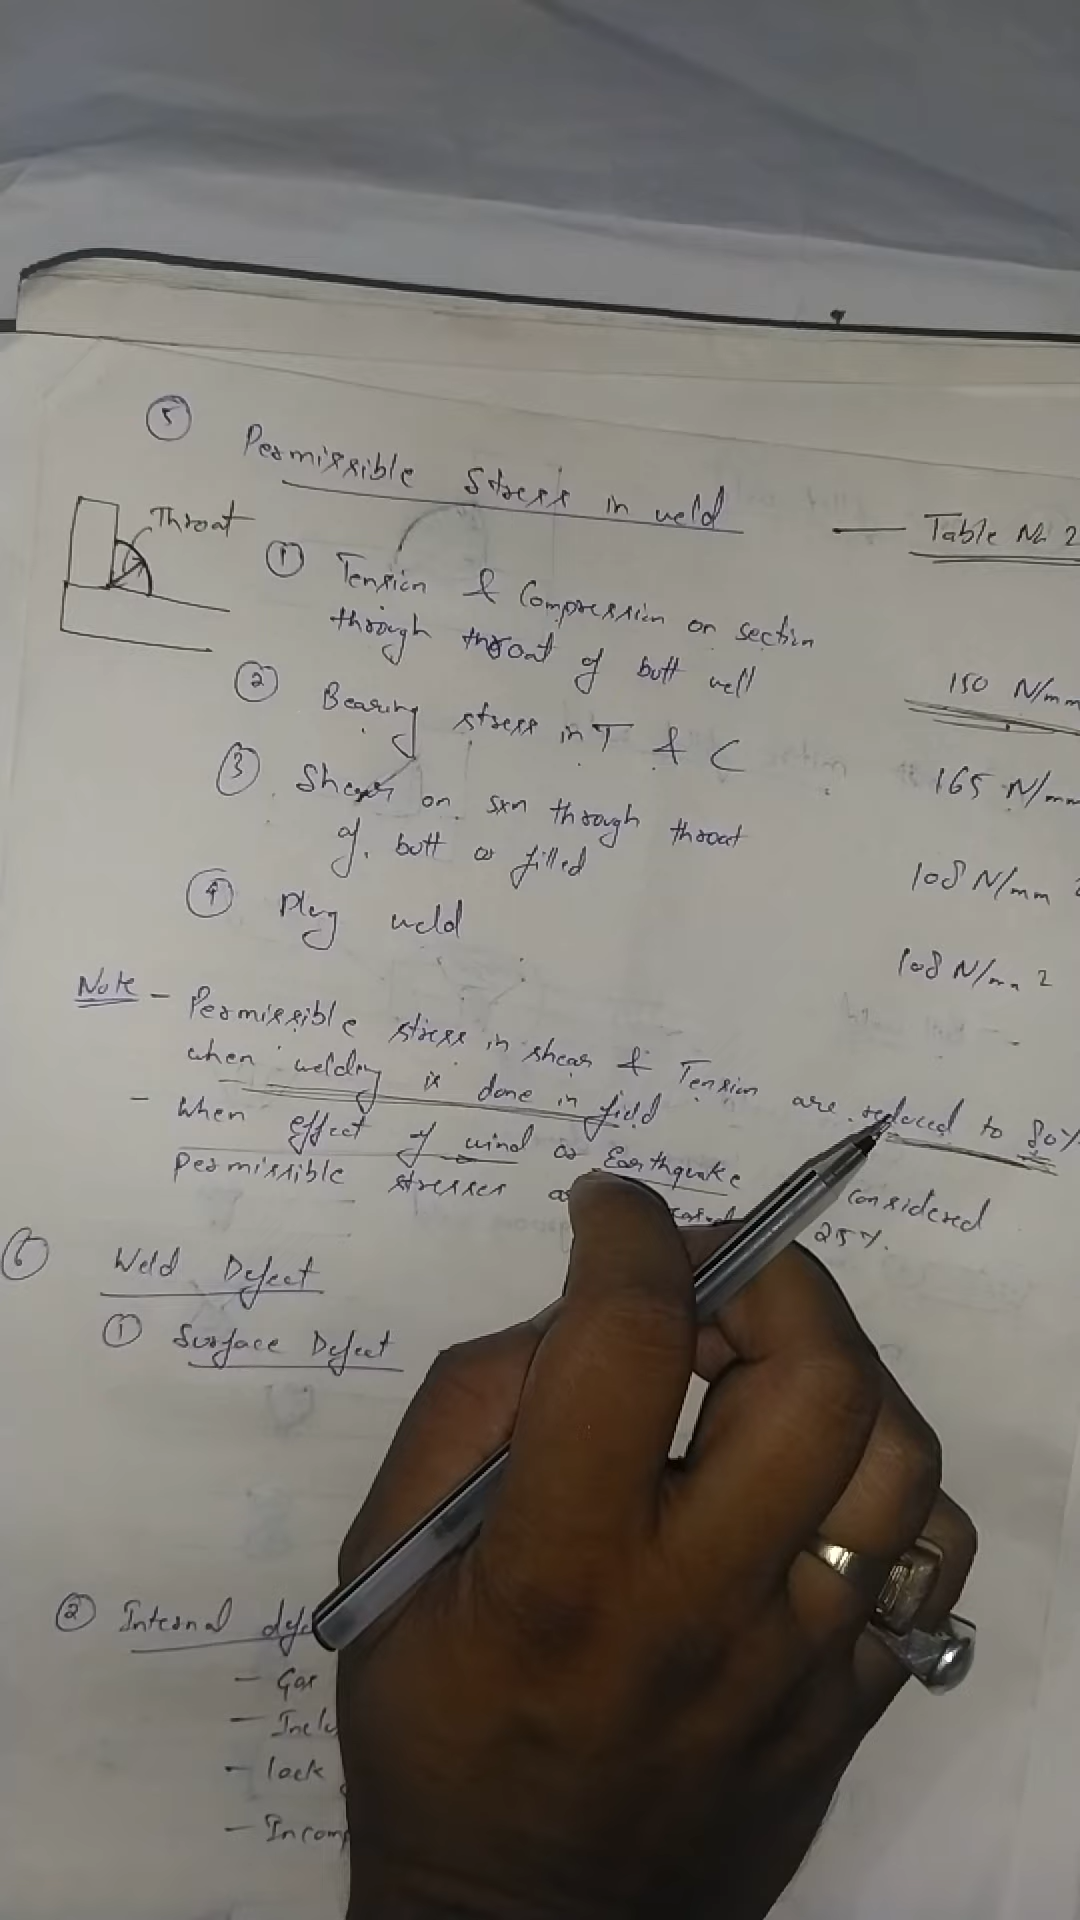 ⑤ Permissible Stress in weld — Table No 2
Throat
① Tension & Compression on section
through throat of butt well
150 N/mm
② Bearing stress in T & C
165 N/mm
③ Shear on sxn through throat
of butt or filled
108 N/mm 2
④ Plug weld
108 N/mm 2
Note - Permissible stress in shear & Tension are reduced to 80%
when welding is done in field
- When effect of wind or Earthquake considered
permissible stresses 25%.
⑥ Weld Defect
① Surface Defect
② Internal
- Gas
-
- lack
-